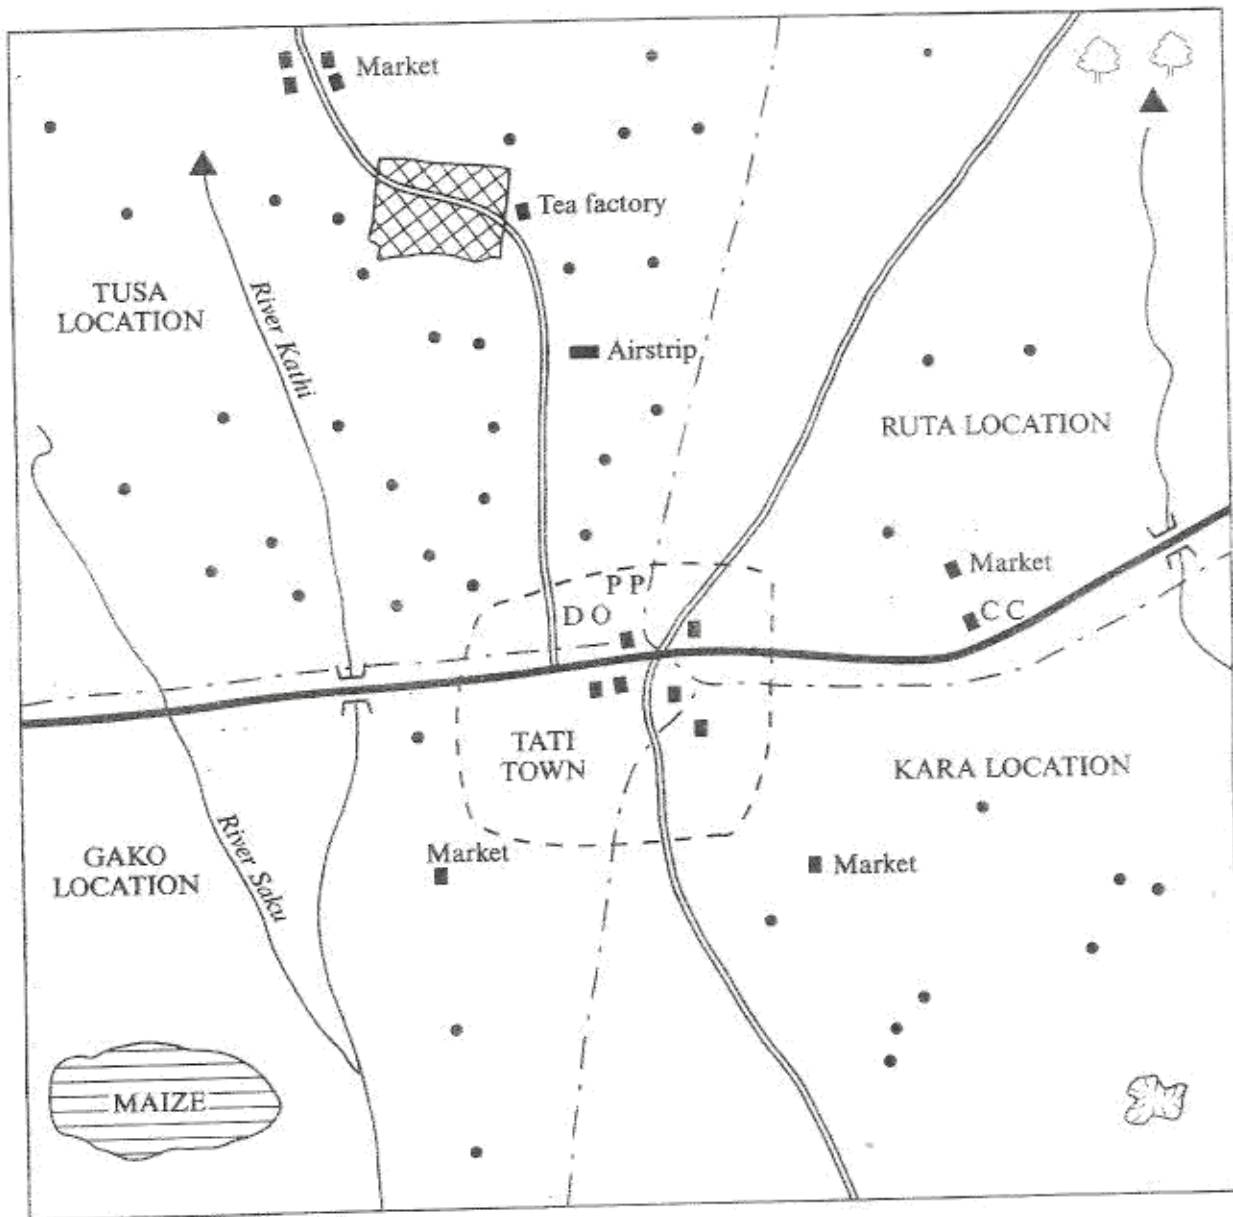 Market
Tea factory
TUSA
LOCATION
River Kathi
Airstrip
RUTA LOCATION
Market
P P
D O
C C
TATI
TOWN
KARA LOCATION
River Saku
GAKO
LOCATION
Market
Market
MAIZE